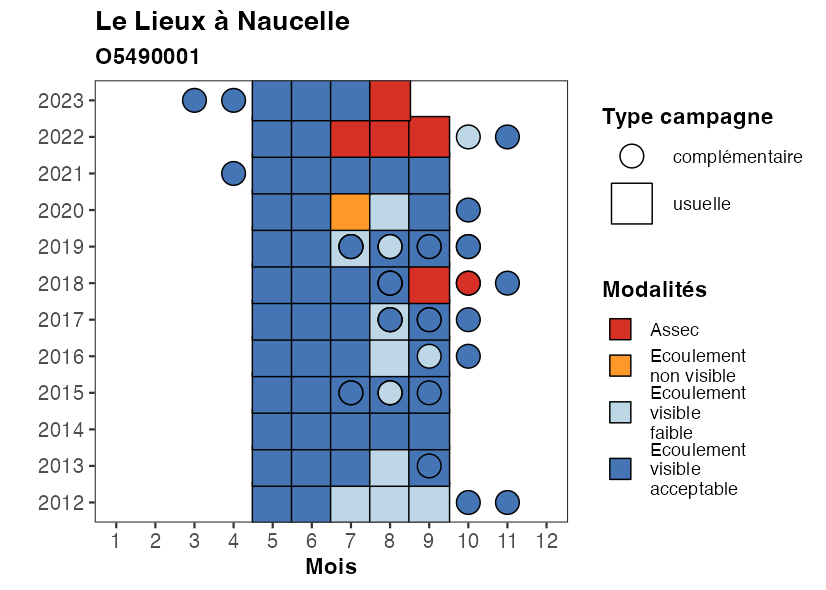 Le Lieux à Naucelle
O5490001
2023
2022
2021
2020
2019
2018
2017
2016
2015
2014
2013
2012
1 2 3 4 5 6 7 8 9 10 11 12
Mois
Type campagne
complémentaire
usuelle
Modalités
Assec
Ecoulement
non visible
Ecoulement
visible
faible
Ecoulement
visible
acceptable